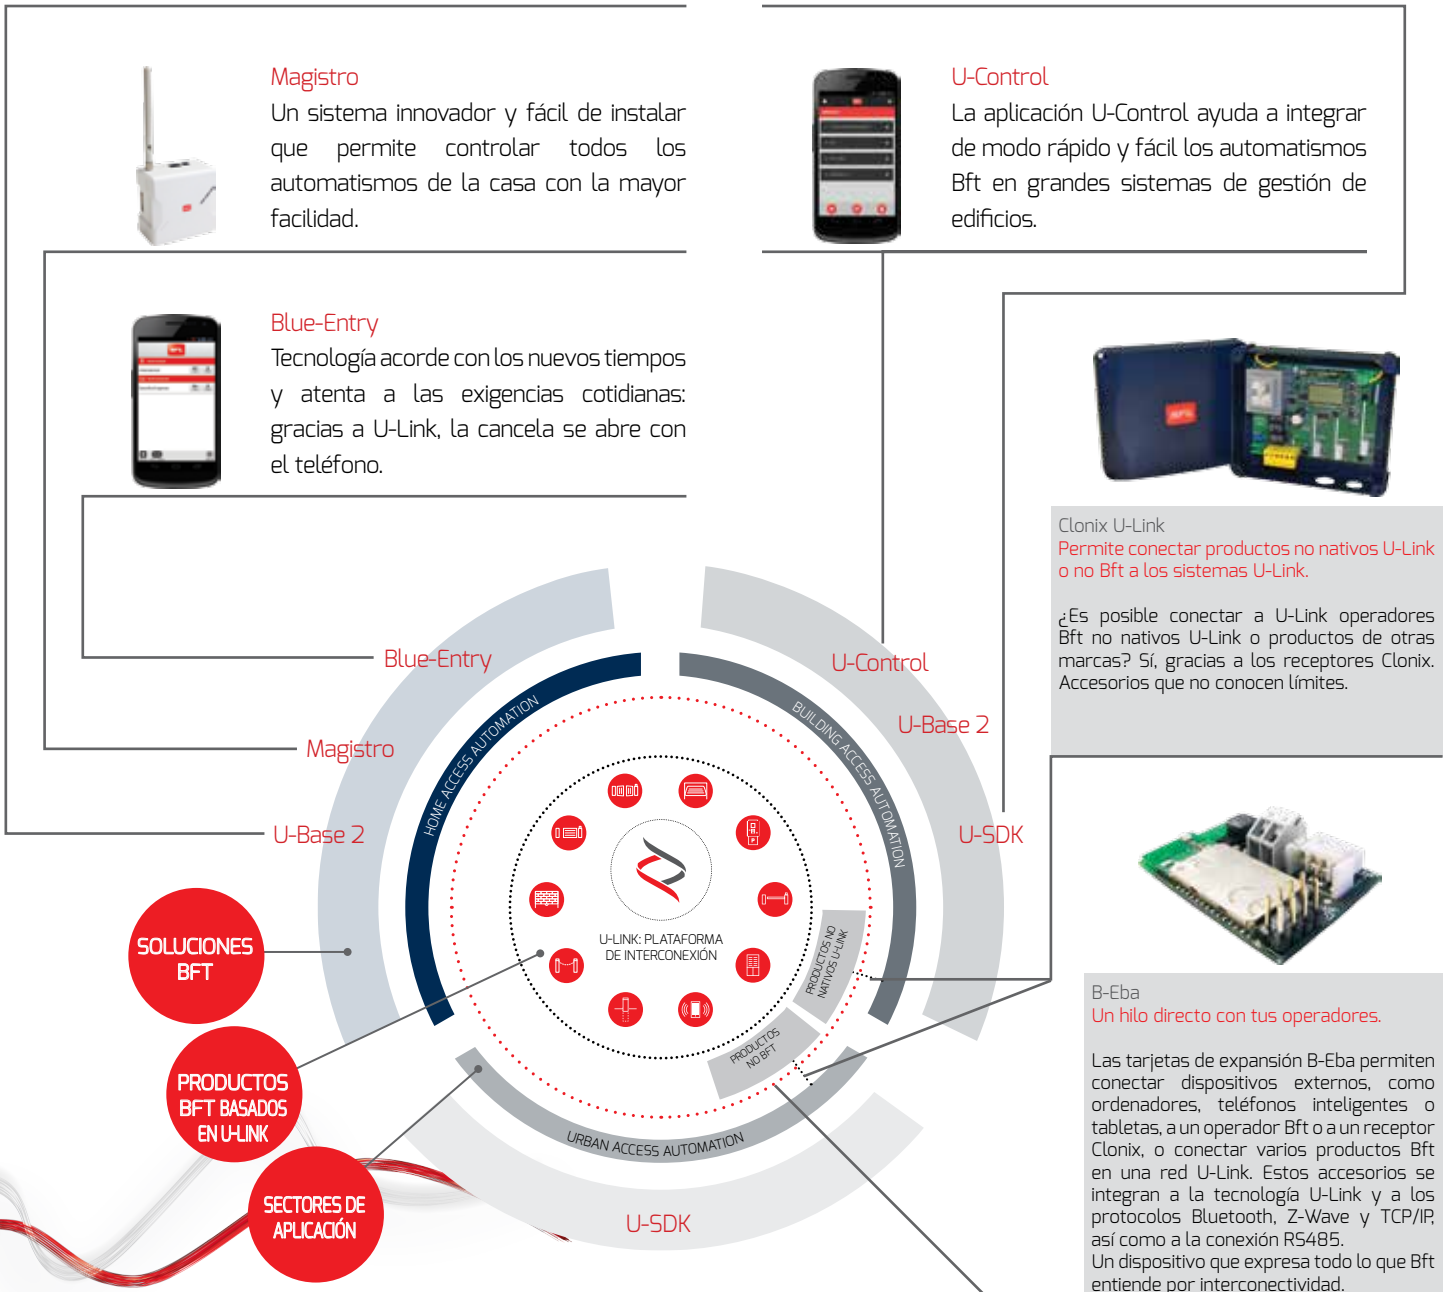 Magistro
Un sistema innovador y fácil de instalar
que permite controlar todos los
automatismos de la casa con la mayor
facilidad.
U-Control
La aplicación U-Control ayuda a integrar
de modo rápido y fácil los automatismos
Bft en grandes sistemas de gestión de
edificios.
Blue-Entry
Tecnología acorde con los nuevos tiempos
y atenta a las exigencias cotidianas:
gracias a U-Link, la cancela se abre con
el teléfono.
Clonix U-Link
Permite conectar productos no nativos U-Link
o no Bft a los sistemas U-Link.
¿Es posible conectar a U-Link operadores
Bft no nativos U-Link o productos de otras
marcas? Sí, gracias a los receptores Clonix.
Accesorios que no conocen límites.
Blue-Entry
Magistro
U-Base 2
U-Control
U-Base 2
U-SDK
HOME ACCESS AUTOMATION
BUILDING ACCESS AUTOMATION
U-LINK: PLATAFORMA
DE INTERCONEXIÓN
PRODUCTOS NO
NATIVOS U-LINK
PRODUCTOS
NO BFT
URBAN ACCESS AUTOMATION
U-SDK
SOLUCIONES
BFT
PRODUCTOS
BFT BASADOS
EN U-LINK
SECTORES DE
APLICACIÓN
B-Eba
Un hilo directo con tus operadores.
Las tarjetas de expansión B-Eba permiten
conectar dispositivos externos, como
ordenadores, teléfonos inteligentes o
tabletas, a un operador Bft o a un receptor
Clonix, o conectar varios productos Bft
en una red U-Link. Estos accesorios se
integran a la tecnología U-Link y a los
protocolos Bluetooth, Z-Wave y TCP/IP,
así como a la conexión RS485.
Un dispositivo que expresa todo lo que Bft
entiende por interconectividad.